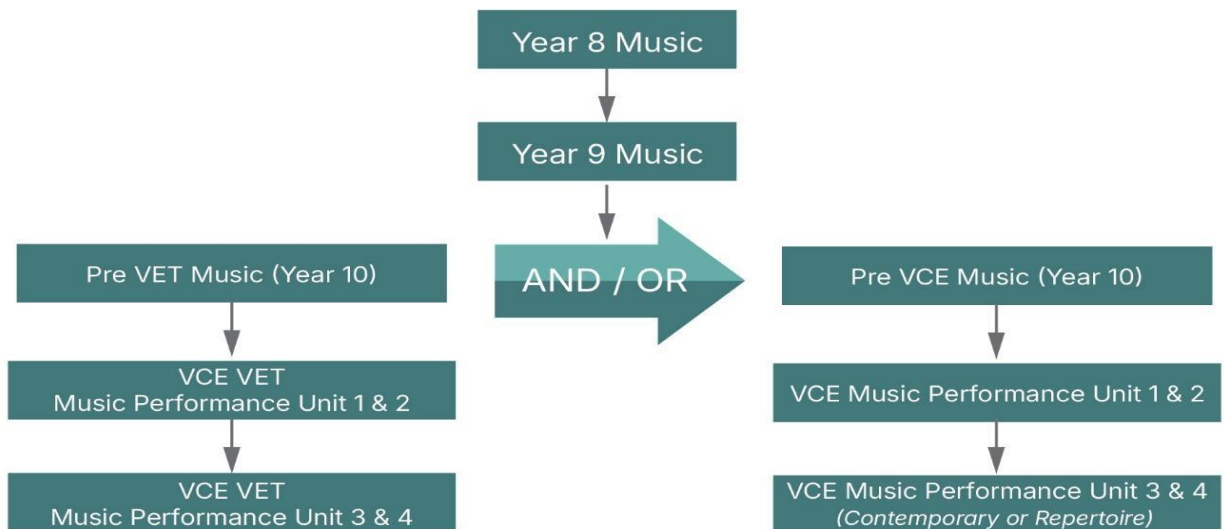 Year 8 Music
Year 9 Music
AND / OR
Pre VET Music (Year 10)
VCE VET
Music Performance Unit 1 & 2
VCE VET
Music Performance Unit 3 & 4
Pre VCE Music (Year 10)
VCE Music Performance Unit 1 & 2
VCE Music Performance Unit 3 & 4
(Contemporary or Repertoire)